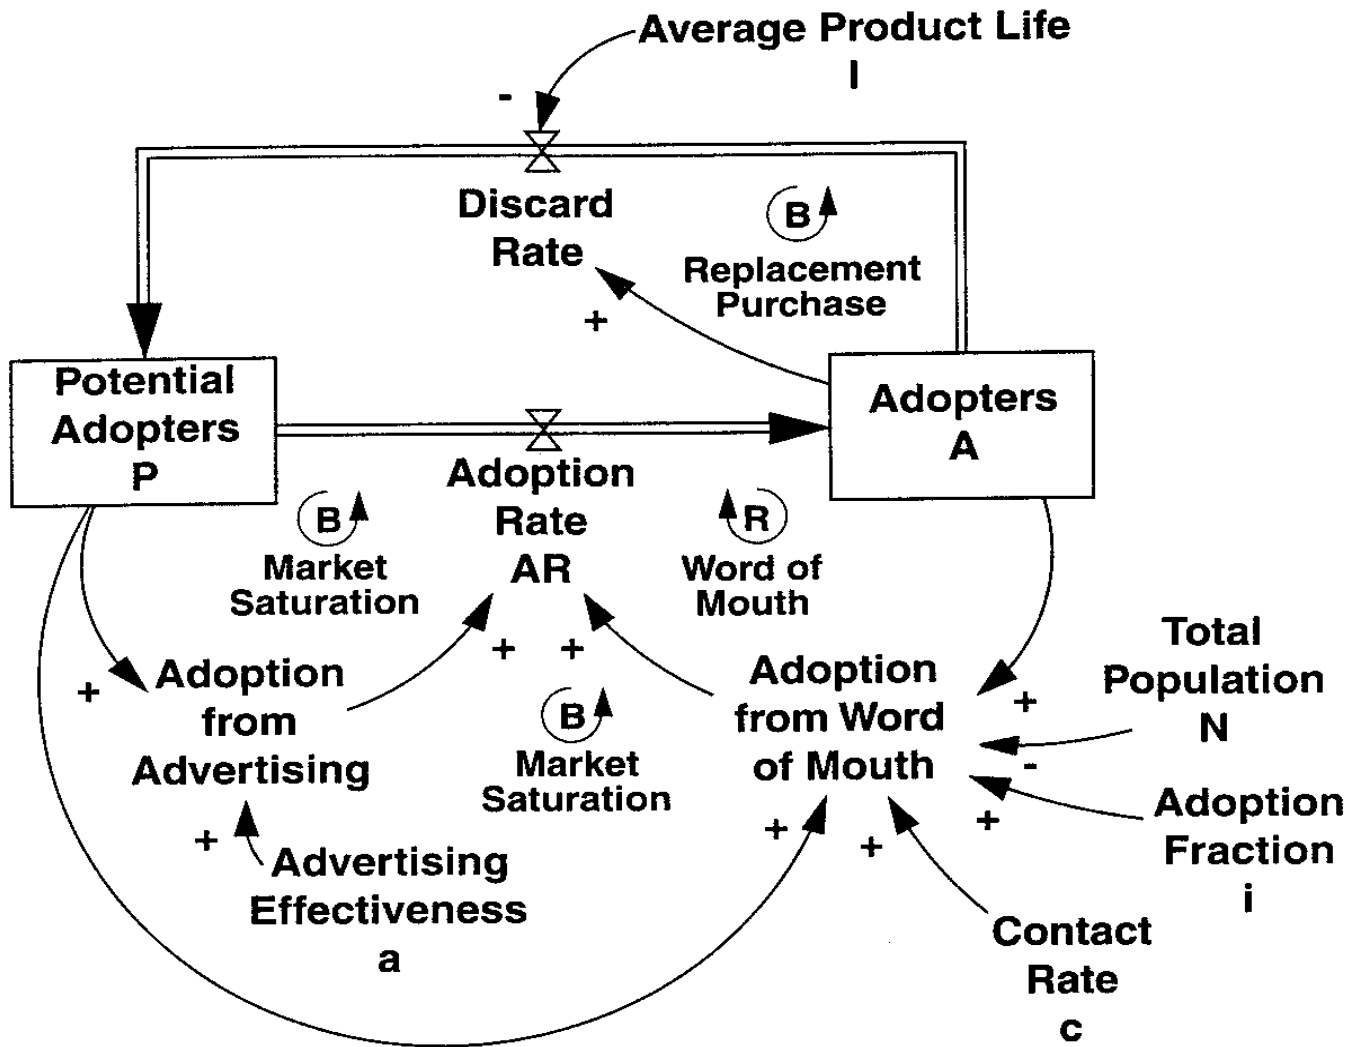 Average Product Life
l
-
Discard
Rate
B
Replacement
Purchase
+
Potential
Adopters
P
Adopters
A
Adoption
Rate
AR
B
Market
Saturation
R
Word of
Mouth
+
+
+
Adoption
from
Advertising
B
Market
Saturation
Adoption
from Word
of Mouth
+
Total
Population
N
-
+
Advertising
Effectiveness
a
+
+
+
Adoption
Fraction
i
Contact
Rate
c